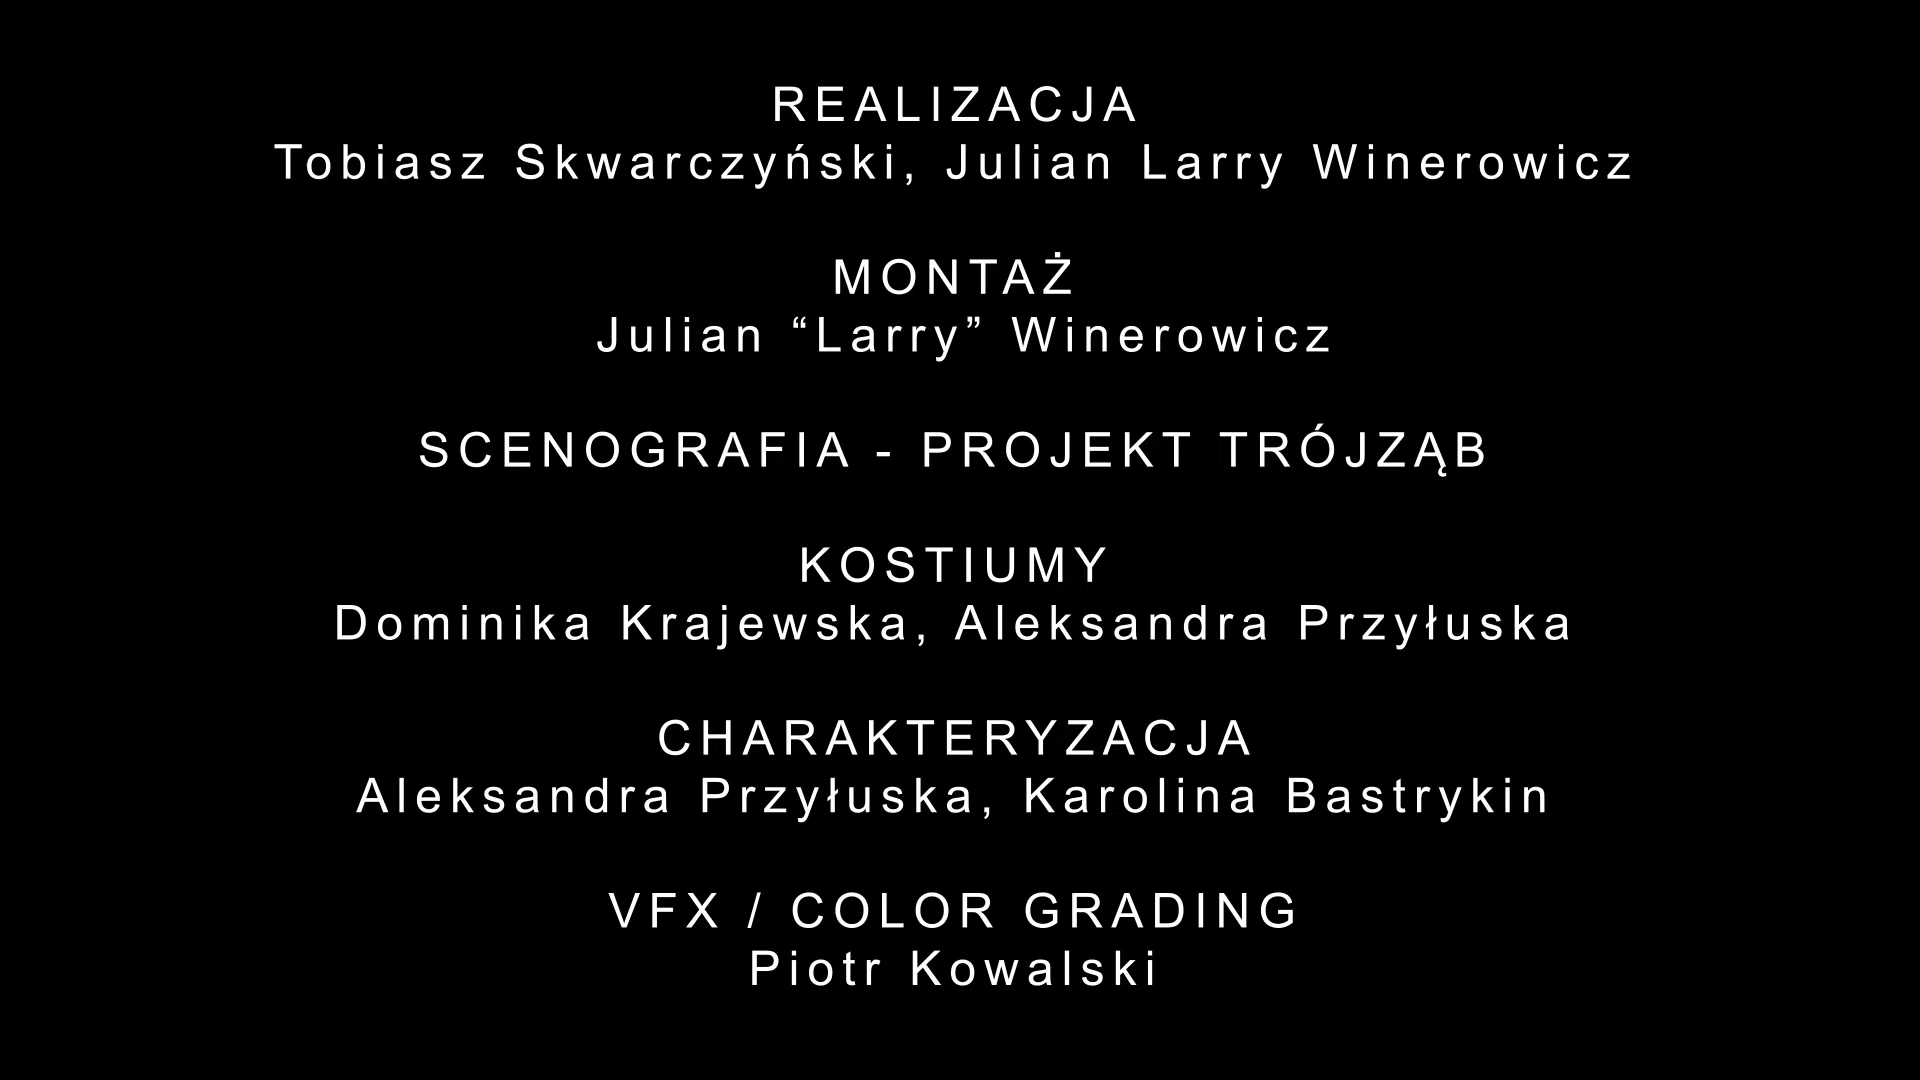 REALIZACJA
Tobiasz Skwarczyński, Julian Larry Winerowicz
MONTAŻ
Julian “Larry” Winerowicz
SCENOGRAFIA - PROJEKT TRÓJZĄB
KOSTIUMY
Dominika Krajewska, Aleksandra Przyłuska
CHARAKTERYZACJA
Aleksandra Przyłuska, Karolina Bastrykin
VFX / COLOR GRADING
Piotr Kowalski